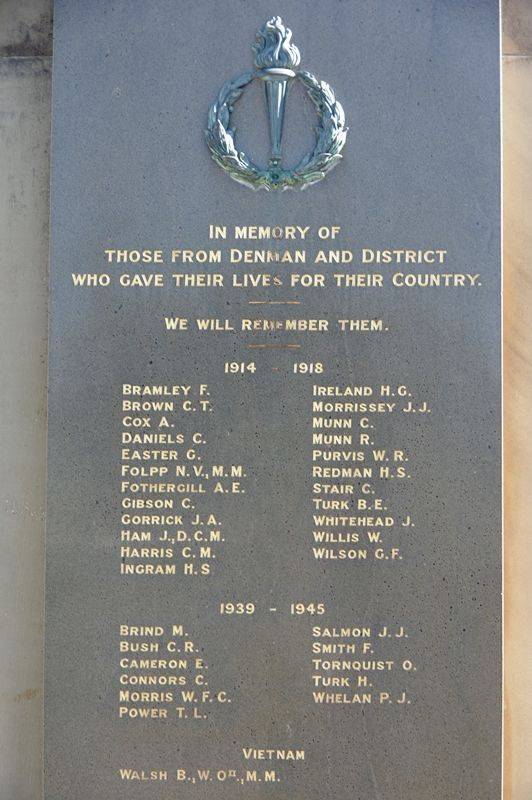 IN MEMORY OF
THOSE FROM DENMAN AND DISTRICT
WHO GAVE THEIR LIVES FOR THEIR COUNTRY.
WE WILL REMEMBER THEM.
1914 - 1918
BRAMLEY F.
BROWN C.T.
COX A.
DANIELS C.
EASTER G.
FOLPP N.V.,M.M.
FOTHERGILL A.E.
GIBSON C.
GORRICK J.A.
HAM J.,D.C.M.
HARRIS C.M.
INGRAM H.S
IRELAND H.G.
MORRISSEY J.J.
MUNN C.
MUNN R.
PURVIS W.R.
REDMAN H.S.
STAIR C.
TURK B.E.
WHITEHEAD J.
WILLIS W.
WILSON G.F.
1939 - 1945
BRIND M.
BUSH C.R.
CAMERON E.
CONNORS C.
MORRIS W.F.C.
POWER T.L.
SALMON J.J.
SMITH F.
TORNQUIST O.
TURK H.
WHELAN P.J.
VIETNAM
WALSH B.,W.Oᴵᴵ.,M.M.